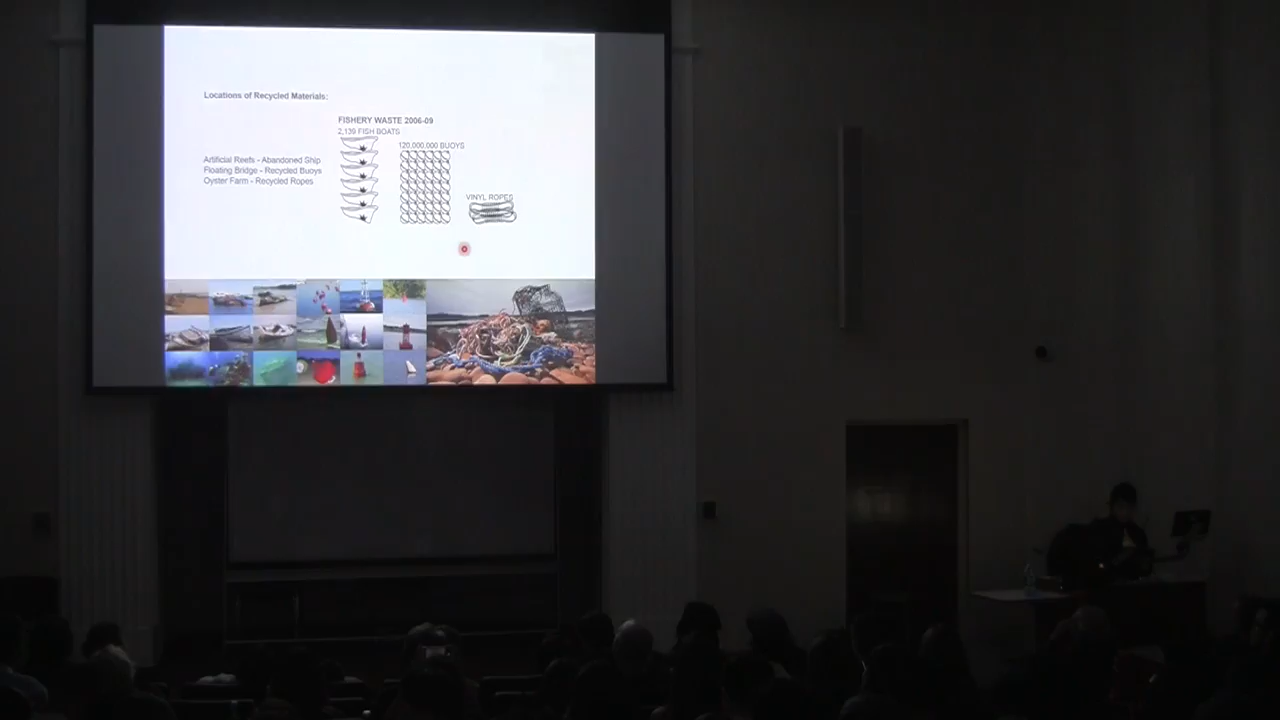 Locations of Recycled Materials:
FISHERY WASTE 2006-09
2,139 FISH BOATS
120,000,000 BUOYS
Artificial Reefs - Abandoned Ship
Floating Bridge - Recycled Buoys
Oyster Farm - Recycled Ropes
VINYL ROPES